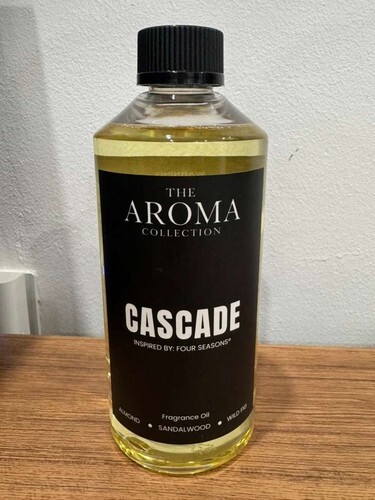 THE
AROMA
COLLECTION
CASCADE
INSPIRED BY: FOUR SEASONS®
Fragrance Oil
ALMOND • SANDALWOOD • WILD FIG